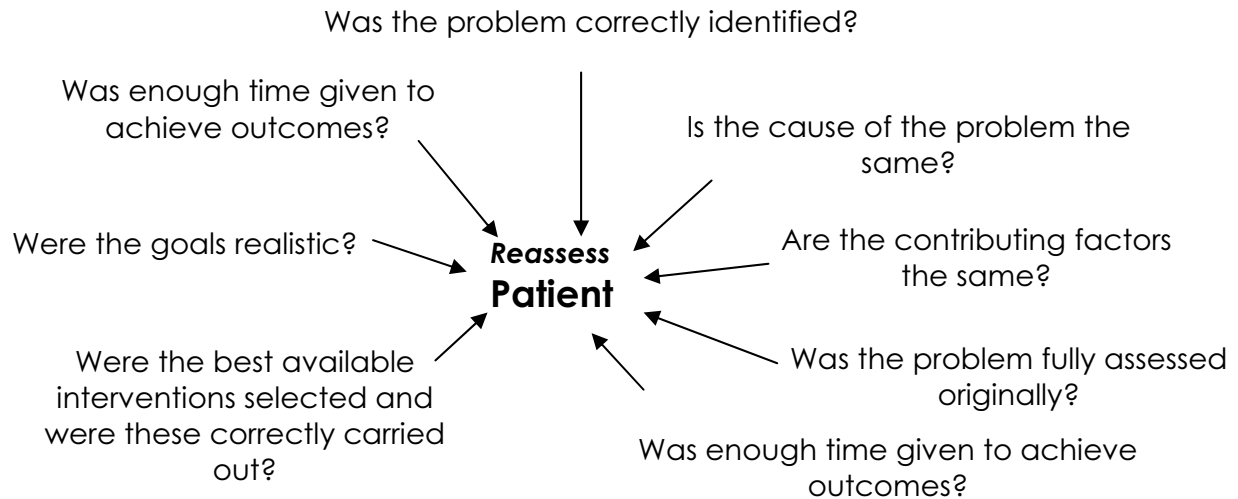 Was the problem correctly identified?
Was enough time given to
achieve outcomes?
Is the cause of the problem the
same?
Were the goals realistic?
Reassess
Patient
Are the contributing factors
the same?
Were the best available
interventions selected and
were these correctly carried
out?
Was the problem fully assessed
originally?
Was enough time given to achieve
outcomes?